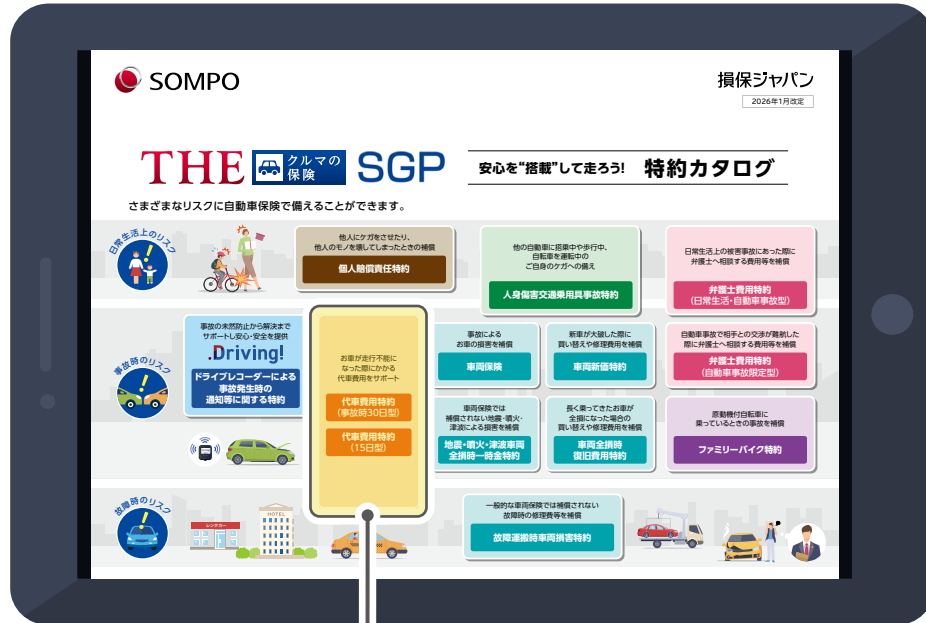 SOMPO
損保ジャパン
2026年1月改定
THE クルマの保険 SGP
安心を“搭載”して走ろう! 特約カタログ
さまざまなリスクに自動車保険で備えることができます。
日常生活上のリスク
他人にケガをさせたり、
他人のモノを壊してしまったときの補償
個人賠償責任特約
他の自動車に搭乗中や歩行中、
自転車を運転中の
ご自身のケガへの備え
人身傷害交通乗用具事故特約
日常生活上の被害事故にあった際に
弁護士へ相談する費用等を補償
弁護士費用特約
(日常生活・自動車事故型)
事故時のリスク
事故の未然防止から解決まで
サポートし安心・安全を提供
.Driving!
ドライブレコーダーによる
事故発生時の
通知等に関する特約
お車が走行不能に
なった際にかかる
代車費用をサポート
代車費用特約
(事故時30日型)
代車費用特約
(15日型)
事故による
お車の損害を補償
車両保険
新車が大破した際に
買い替えや修理費用を補償
車両新価特約
自動車事故で相手との交渉が難航した
際に弁護士へ相談する費用等を補償
弁護士費用特約
(自動車事故限定型)
車両保険では
補償されない地震・噴火・
津波による損害を補償
地震・噴火・津波車両
全損時一時金特約
長く乗ってきたお車が
全損になった場合の
買い替えや修理費用を補償
車両全損時
復旧費用特約
原動機付自転車に
乗っているときの事故を補償
ファミリーバイク特約
故障時のリスク
レンタカー
HOTEL
一般的な車両保険では補償されない
故障時の修理費等を補償
故障運搬時車両損害特約